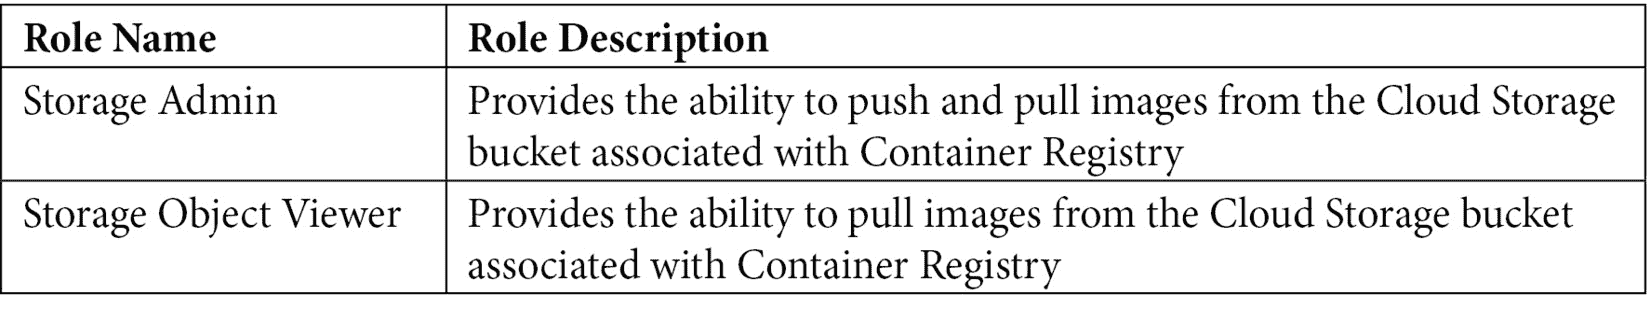 Role Name
Role Description
Storage Admin
Provides the ability to push and pull images from the Cloud Storage
bucket associated with Container Registry
Storage Object Viewer
Provides the ability to pull images from the Cloud Storage bucket
associated with Container Registry